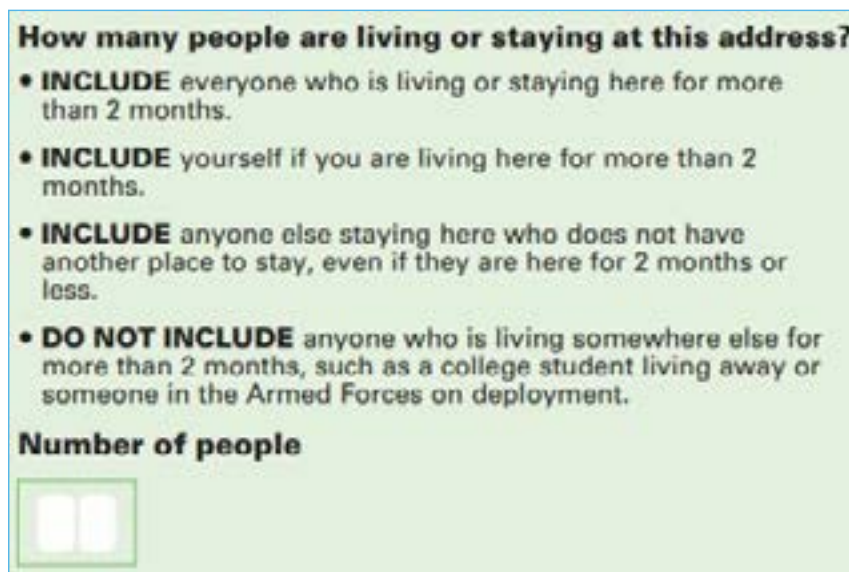 How many people are living or staying at this address?
• INCLUDE everyone who is living or staying here for more
than 2 months.
• INCLUDE yourself if you are living here for more than 2
months.
• INCLUDE anyone else staying here who does not have
another place to stay, even if they are here for 2 months or
less.
• DO NOT INCLUDE anyone who is living somewhere else for
more than 2 months, such as a college student living away or
someone in the Armed Forces on deployment.
Number of people